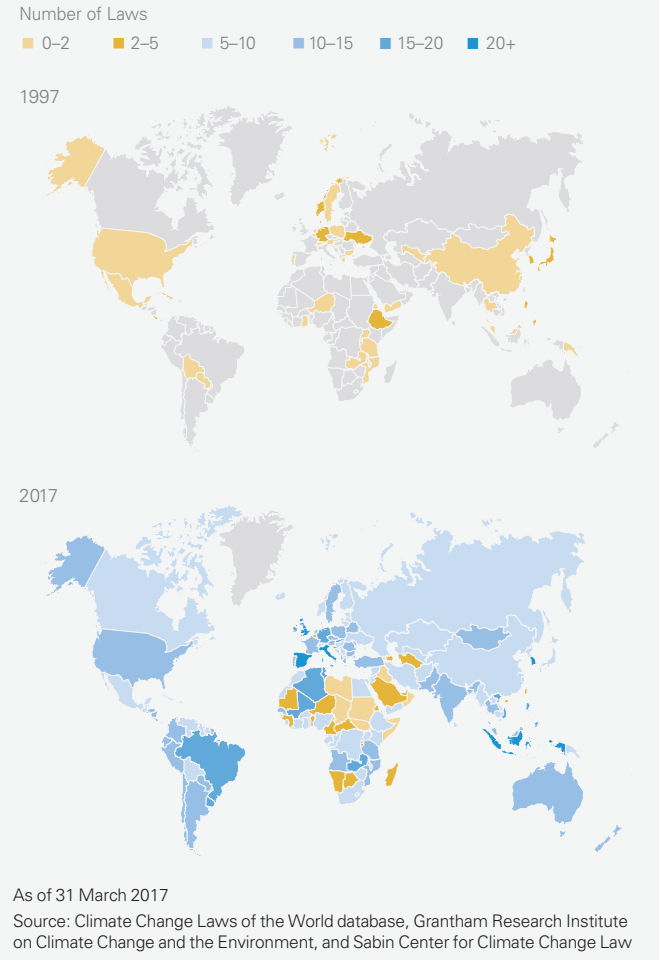 Number of Laws
0–2 2–5 5–10 10–15 15–20 20+
1997
2017
As of 31 March 2017
Source: Climate Change Laws of the World database, Grantham Research Institute
on Climate Change and the Environment, and Sabin Center for Climate Change Law